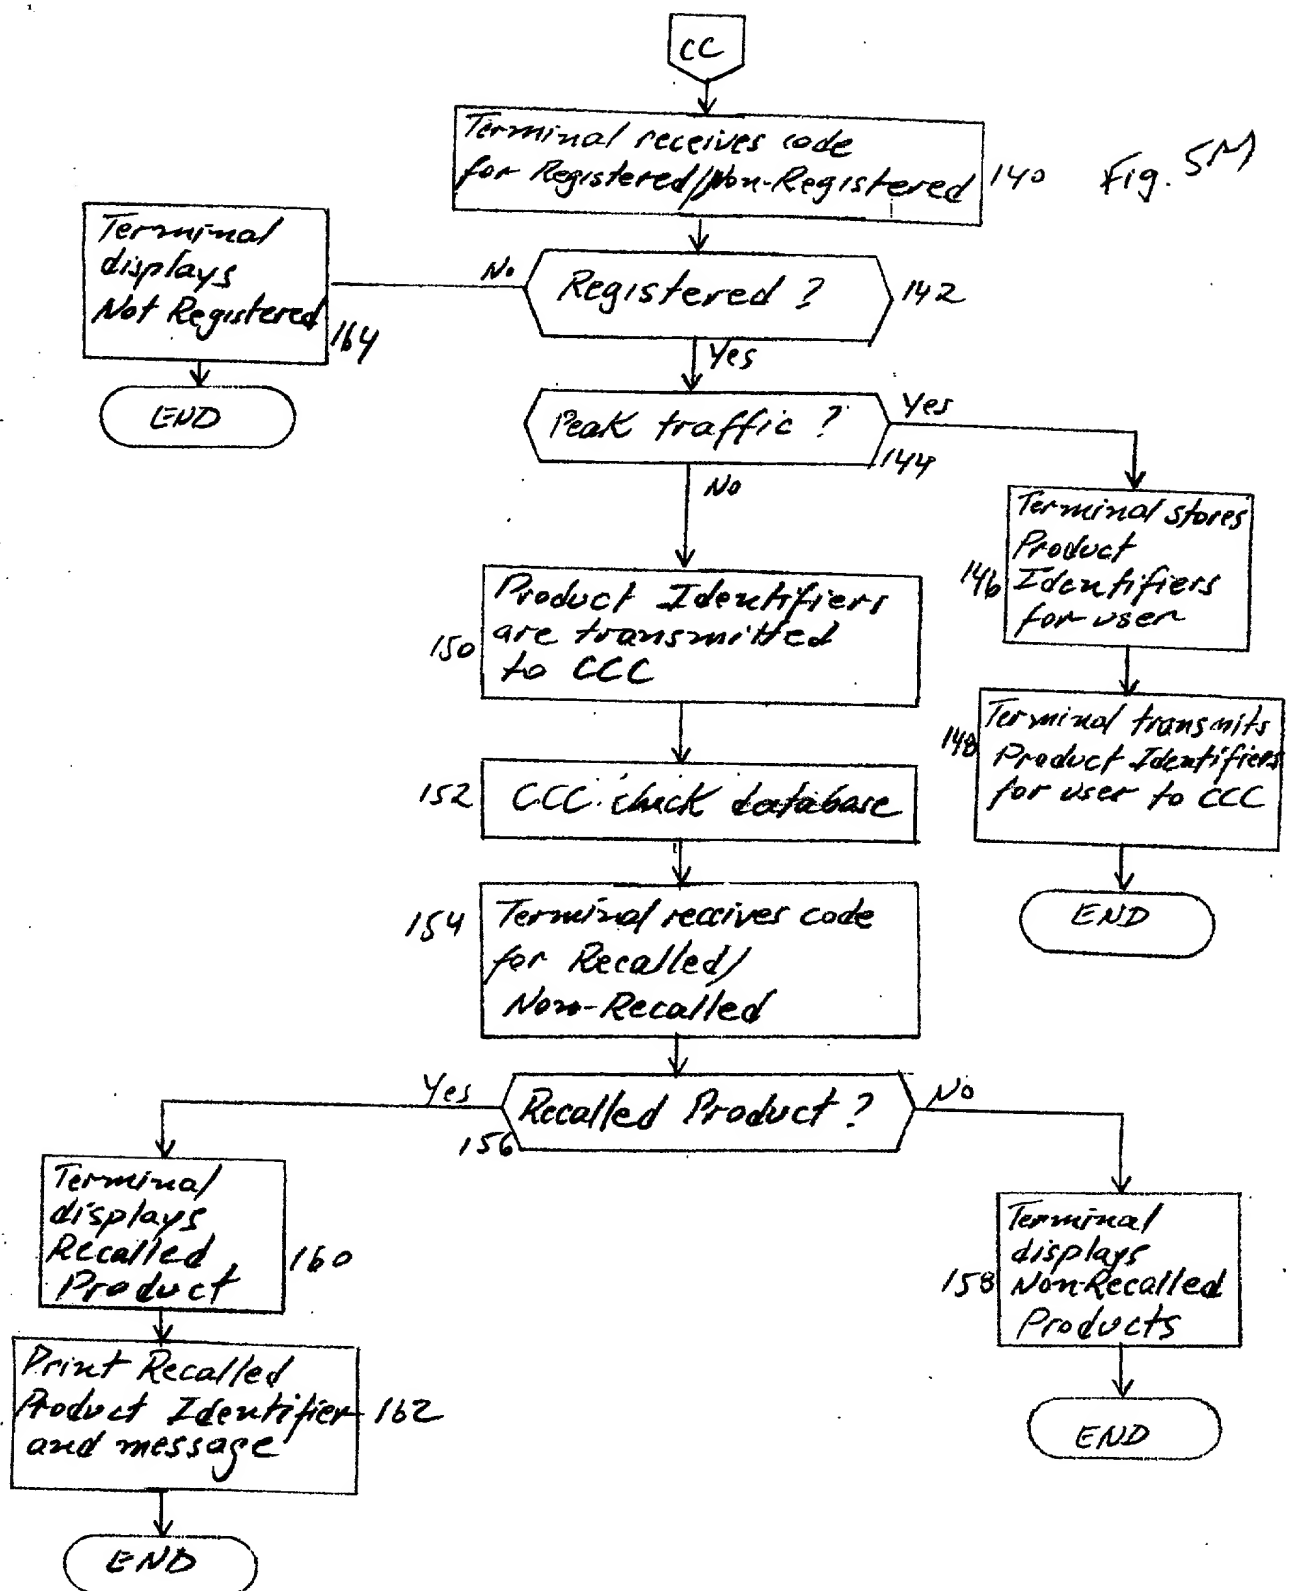 CC
Terminal receives code
for Registered/Non-Registered
140
Fig. 5M
Terminal
displays
Not Registered
164
END
No
Registered ?
142
Yes
Peak traffic ?
144
Yes
No
Terminal stores
Product
Identifiers
for user
146
Terminal transmits
Product Identifiers
for user to CCC
148
END
Product Identifiers
are transmitted
to CCC
150
152
CCC check database
154
Terminal receives code
for Recalled/
Non-Recalled
Yes
Recalled Product ?
156
No
Terminal
displays
Recalled
Product
160
Print Recalled
Product Identifier
and message
162
END
Terminal
displays
Non-Recalled
Products
158
END